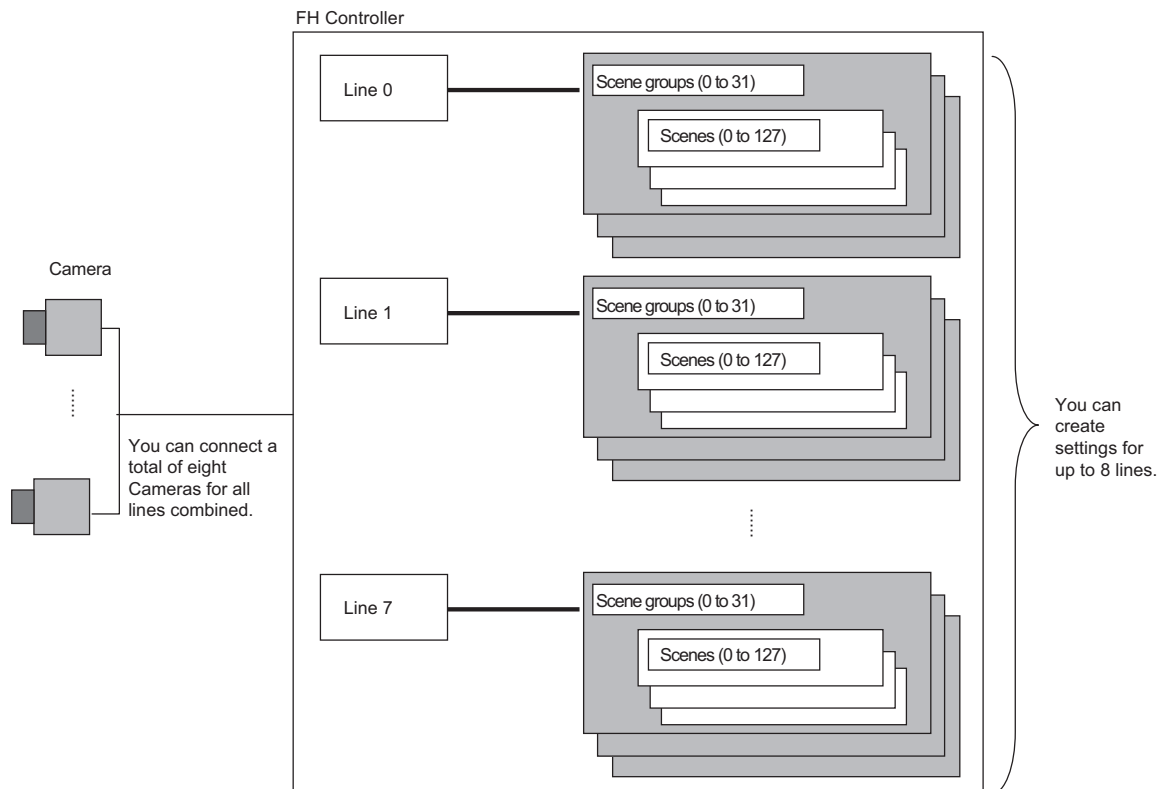 FH Controller
Line 0
Scene groups (0 to 31)
Scenes (0 to 127)
Camera
Line 1
Scene groups (0 to 31)
Scenes (0 to 127)
You can connect a
total of eight
Cameras for all
lines combined.
You can
create
settings for
up to 8 lines.
Line 7
Scene groups (0 to 31)
Scenes (0 to 127)